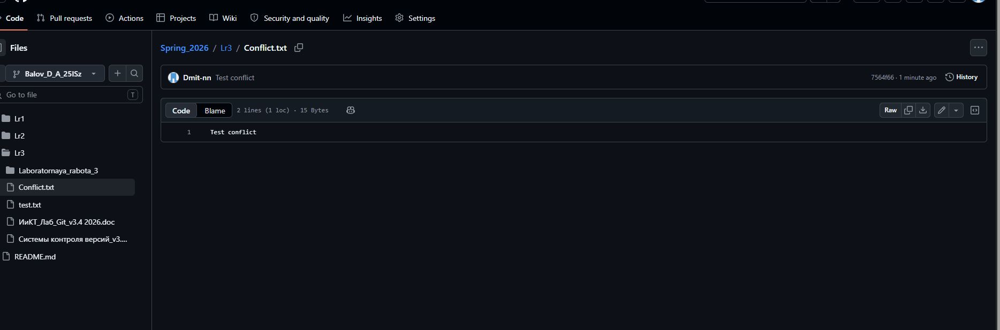 Code Pull requests Actions Projects Wiki Security and quality Insights Settings
Files
Balov_D_A_25ISz
Go to file T
Lr1
Lr2
Lr3
Laboratornaya_rabota_3
Conflict.txt
test.txt
ИиКТ_Лаб_Git_v3.4 2026.doc
Системы контроля версий_v3....
README.md
Spring_2026 / Lr3 / Conflict.txt
Dmit-nn Test conflict 7564f66 · 1 minute ago History
Code Blame 2 lines (1 loc) · 15 Bytes Raw
1 Test conflict